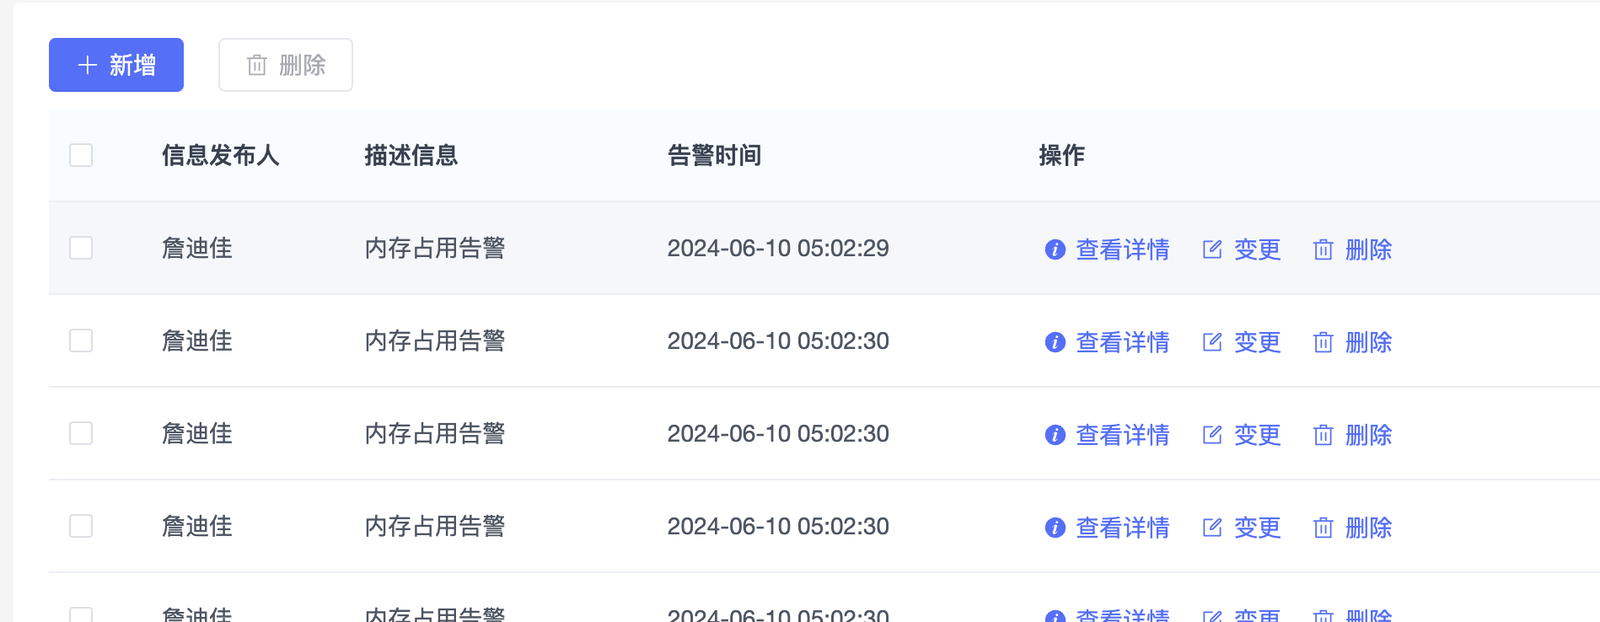 新增 删除
信息发布人 描述信息 告警时间 操作
詹迪佳 内存占用告警 2024-06-10 05:02:29 查看详情 变更 删除
詹迪佳 内存占用告警 2024-06-10 05:02:30 查看详情 变更 删除
詹迪佳 内存占用告警 2024-06-10 05:02:30 查看详情 变更 删除
詹迪佳 内存占用告警 2024-06-10 05:02:30 查看详情 变更 删除
詹迪佳 内存占用告警 2024-06-10 05:02:30 查看详情 变更 删除